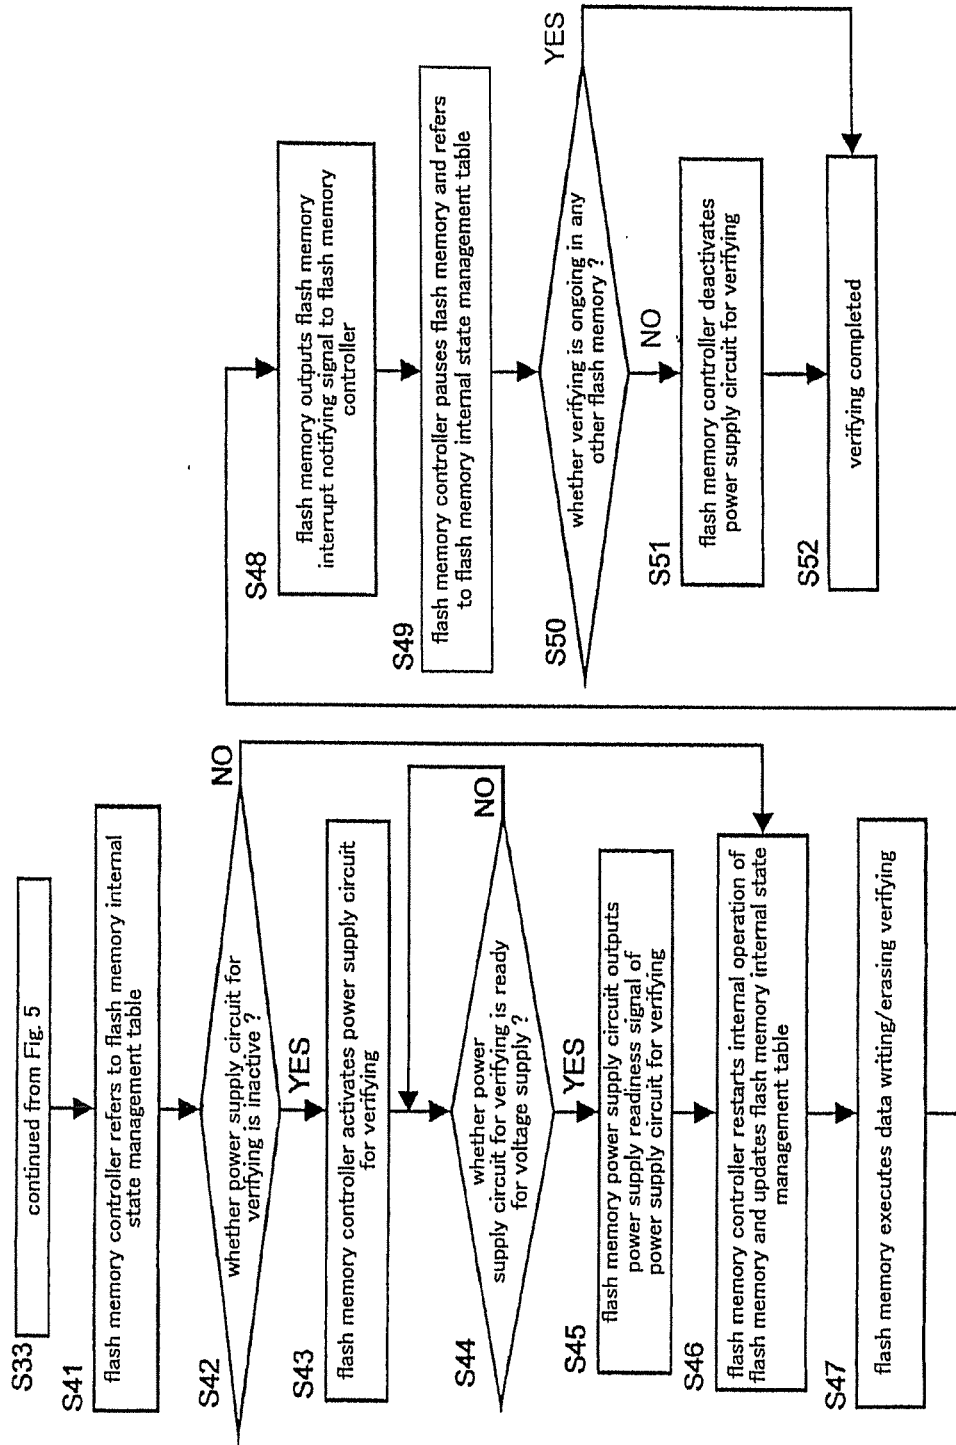 S33
continued from Fig. 5
S41
flash memory controller refers to flash memory internal
state management table
S42
whether power supply circuit for
verifying is inactive ?
NO
YES
S43
flash memory controller activates power supply circuit
for verifying
S44
whether power
supply circuit for verifying is ready
for voltage supply ?
NO
YES
S45
flash memory power supply circuit outputs
power supply readiness signal of
power supply circuit for verifying
S46
flash memory controller restarts internal operation of
flash memory and updates flash memory internal state
management table
S47
flash memory executes data writing/erasing verifying
S48
flash memory outputs flash memory
interrupt notifying signal to flash memory
controller
S49
flash memory controller pauses flash memory and refers
to flash memory internal state management table
S50
whether verifying is ongoing in any
other flash memory ?
YES
NO
S51
flash memory controller deactivates
power supply circuit for verifying
S52
verifying completed